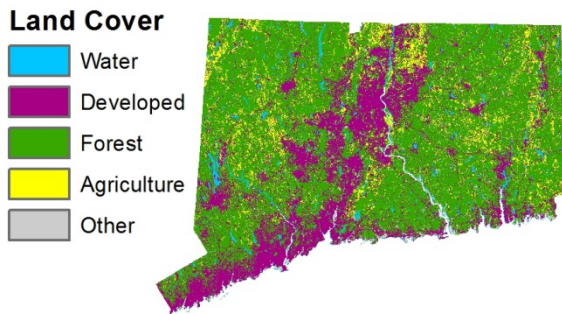 Land Cover
Water
Developed
Forest
Agriculture
Other